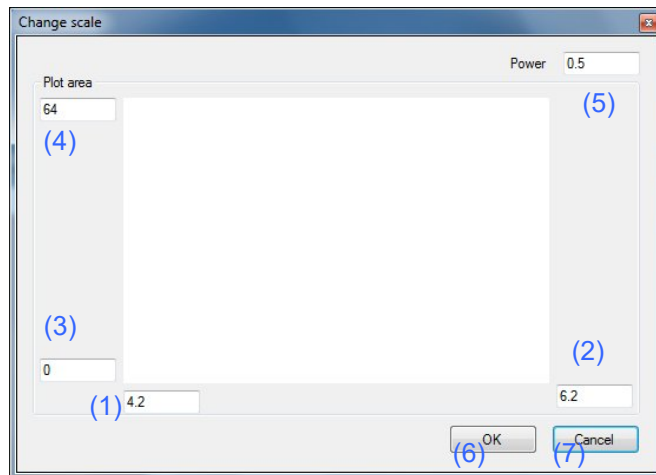 Change scale
Power 0.5
(5)
Plot area
64
(4)
(3)
0
(2)
(1) 4.2
6.2
OK Cancel
(6) (7)